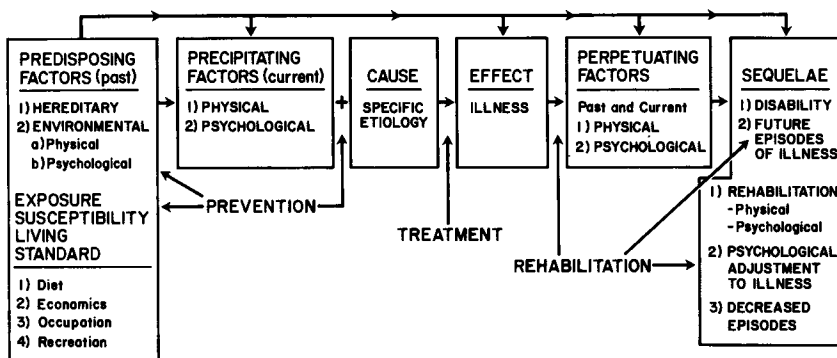 PREDISPOSING
FACTORS (past)
1) HEREDITARY
2) ENVIRONMENTAL
a) Physical
b) Psychological
EXPOSURE
SUSCEPTIBILITY
LIVING
STANDARD
1) Diet
2) Economics
3) Occupation
4) Recreation
PRECIPITATING
FACTORS (current)
1) PHYSICAL
2) PSYCHOLOGICAL
+
CAUSE
SPECIFIC
ETIOLOGY
EFFECT
ILLNESS
PERPETUATING
FACTORS
Past and Current
1) PHYSICAL
2) PSYCHOLOGICAL
SEQUELAE
1) DISABILITY
2) FUTURE
EPISODES
OF ILLNESS
1) REHABILITATION
-Physical
-Psychological
2) PSYCHOLOGICAL
ADJUSTMENT
TO ILLNESS
3) DECREASED
EPISODES
PREVENTION
TREATMENT
REHABILITATION